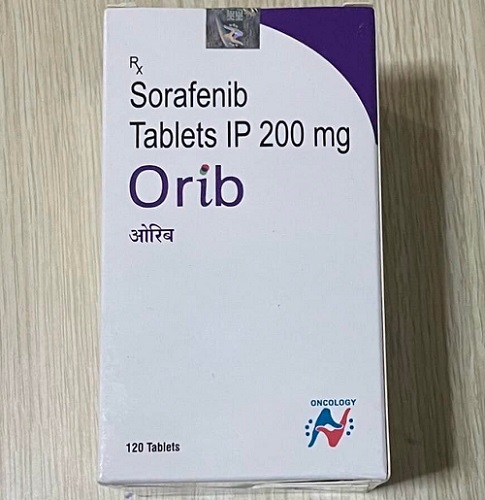 Rx
Sorafenib
Tablets IP 200 mg
Orib
ओरिब
ONCOLOGY
120 Tablets